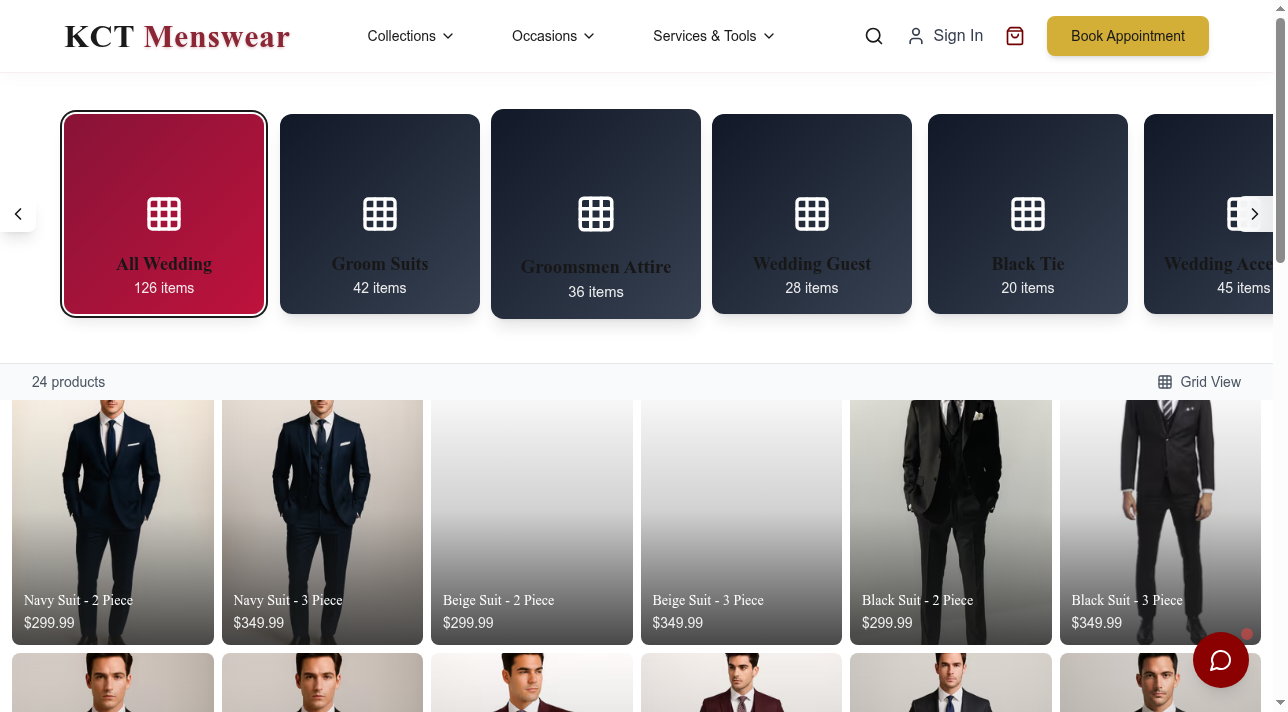 KCT Menswear
Collections
Occasions
Services & Tools
Sign In
Book Appointment
All Wedding
126 items
Groom Suits
42 items
Groomsmen Attire
36 items
Wedding Guest
28 items
Black Tie
20 items
Wedding Acce
45 items
24 products
Grid View
Navy Suit - 2 Piece
$299.99
Navy Suit - 3 Piece
$349.99
Beige Suit - 2 Piece
$299.99
Beige Suit - 3 Piece
$349.99
Black Suit - 2 Piece
$299.99
Black Suit - 3 Piece
$349.99